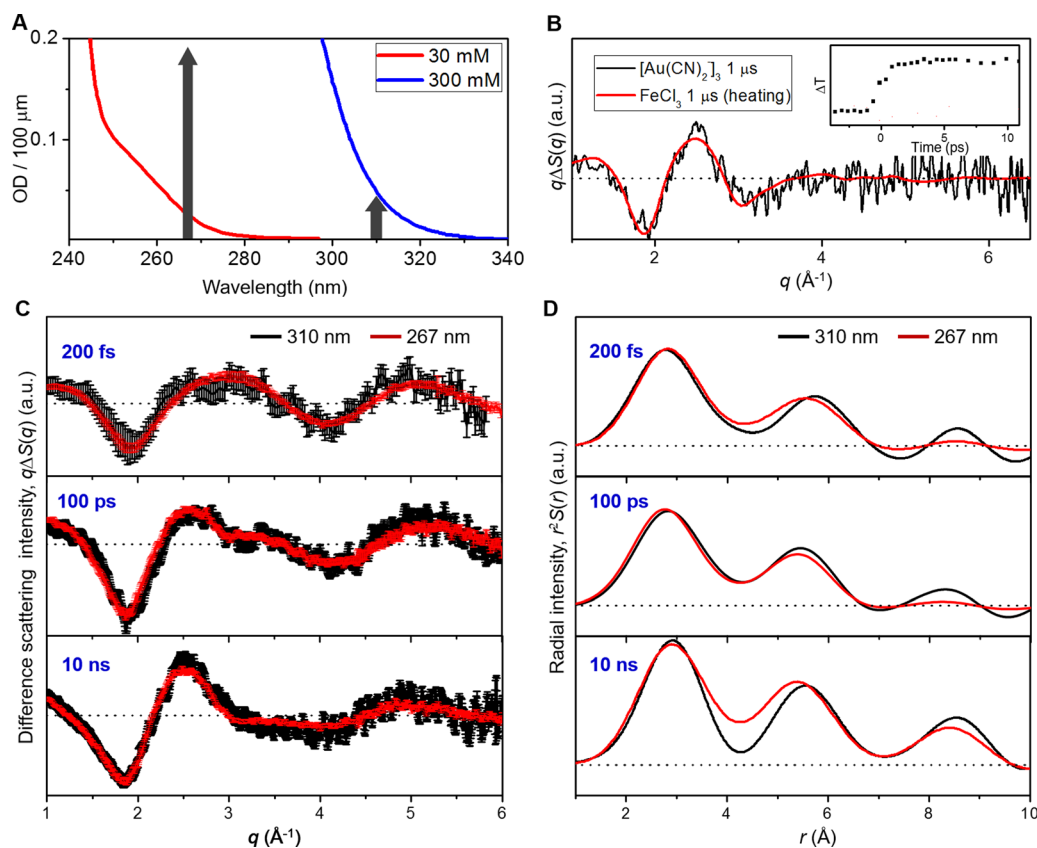 A
0.2
0.1
OD / 100 μm
30 mM
300 mM
240 260 280 300 320 340
Wavelength (nm)
B
[Au(CN)₂⁻]₃ 1 μs
FeCl₃ 1 μs (heating)
qΔS(q) (a.u.)
ΔT
0 5 10
Time (ps)
2 4 6
q (Å⁻¹)
C
310 nm 267 nm
200 fs
100 ps
10 ns
Difference scattering intensity, qΔS(q) (a.u.)
1 2 3 4 5 6
q (Å⁻¹)
D
310 nm 267 nm
200 fs
100 ps
10 ns
Radial intensity, r²S(r) (a.u.)
2 4 6 8 10
r (Å)